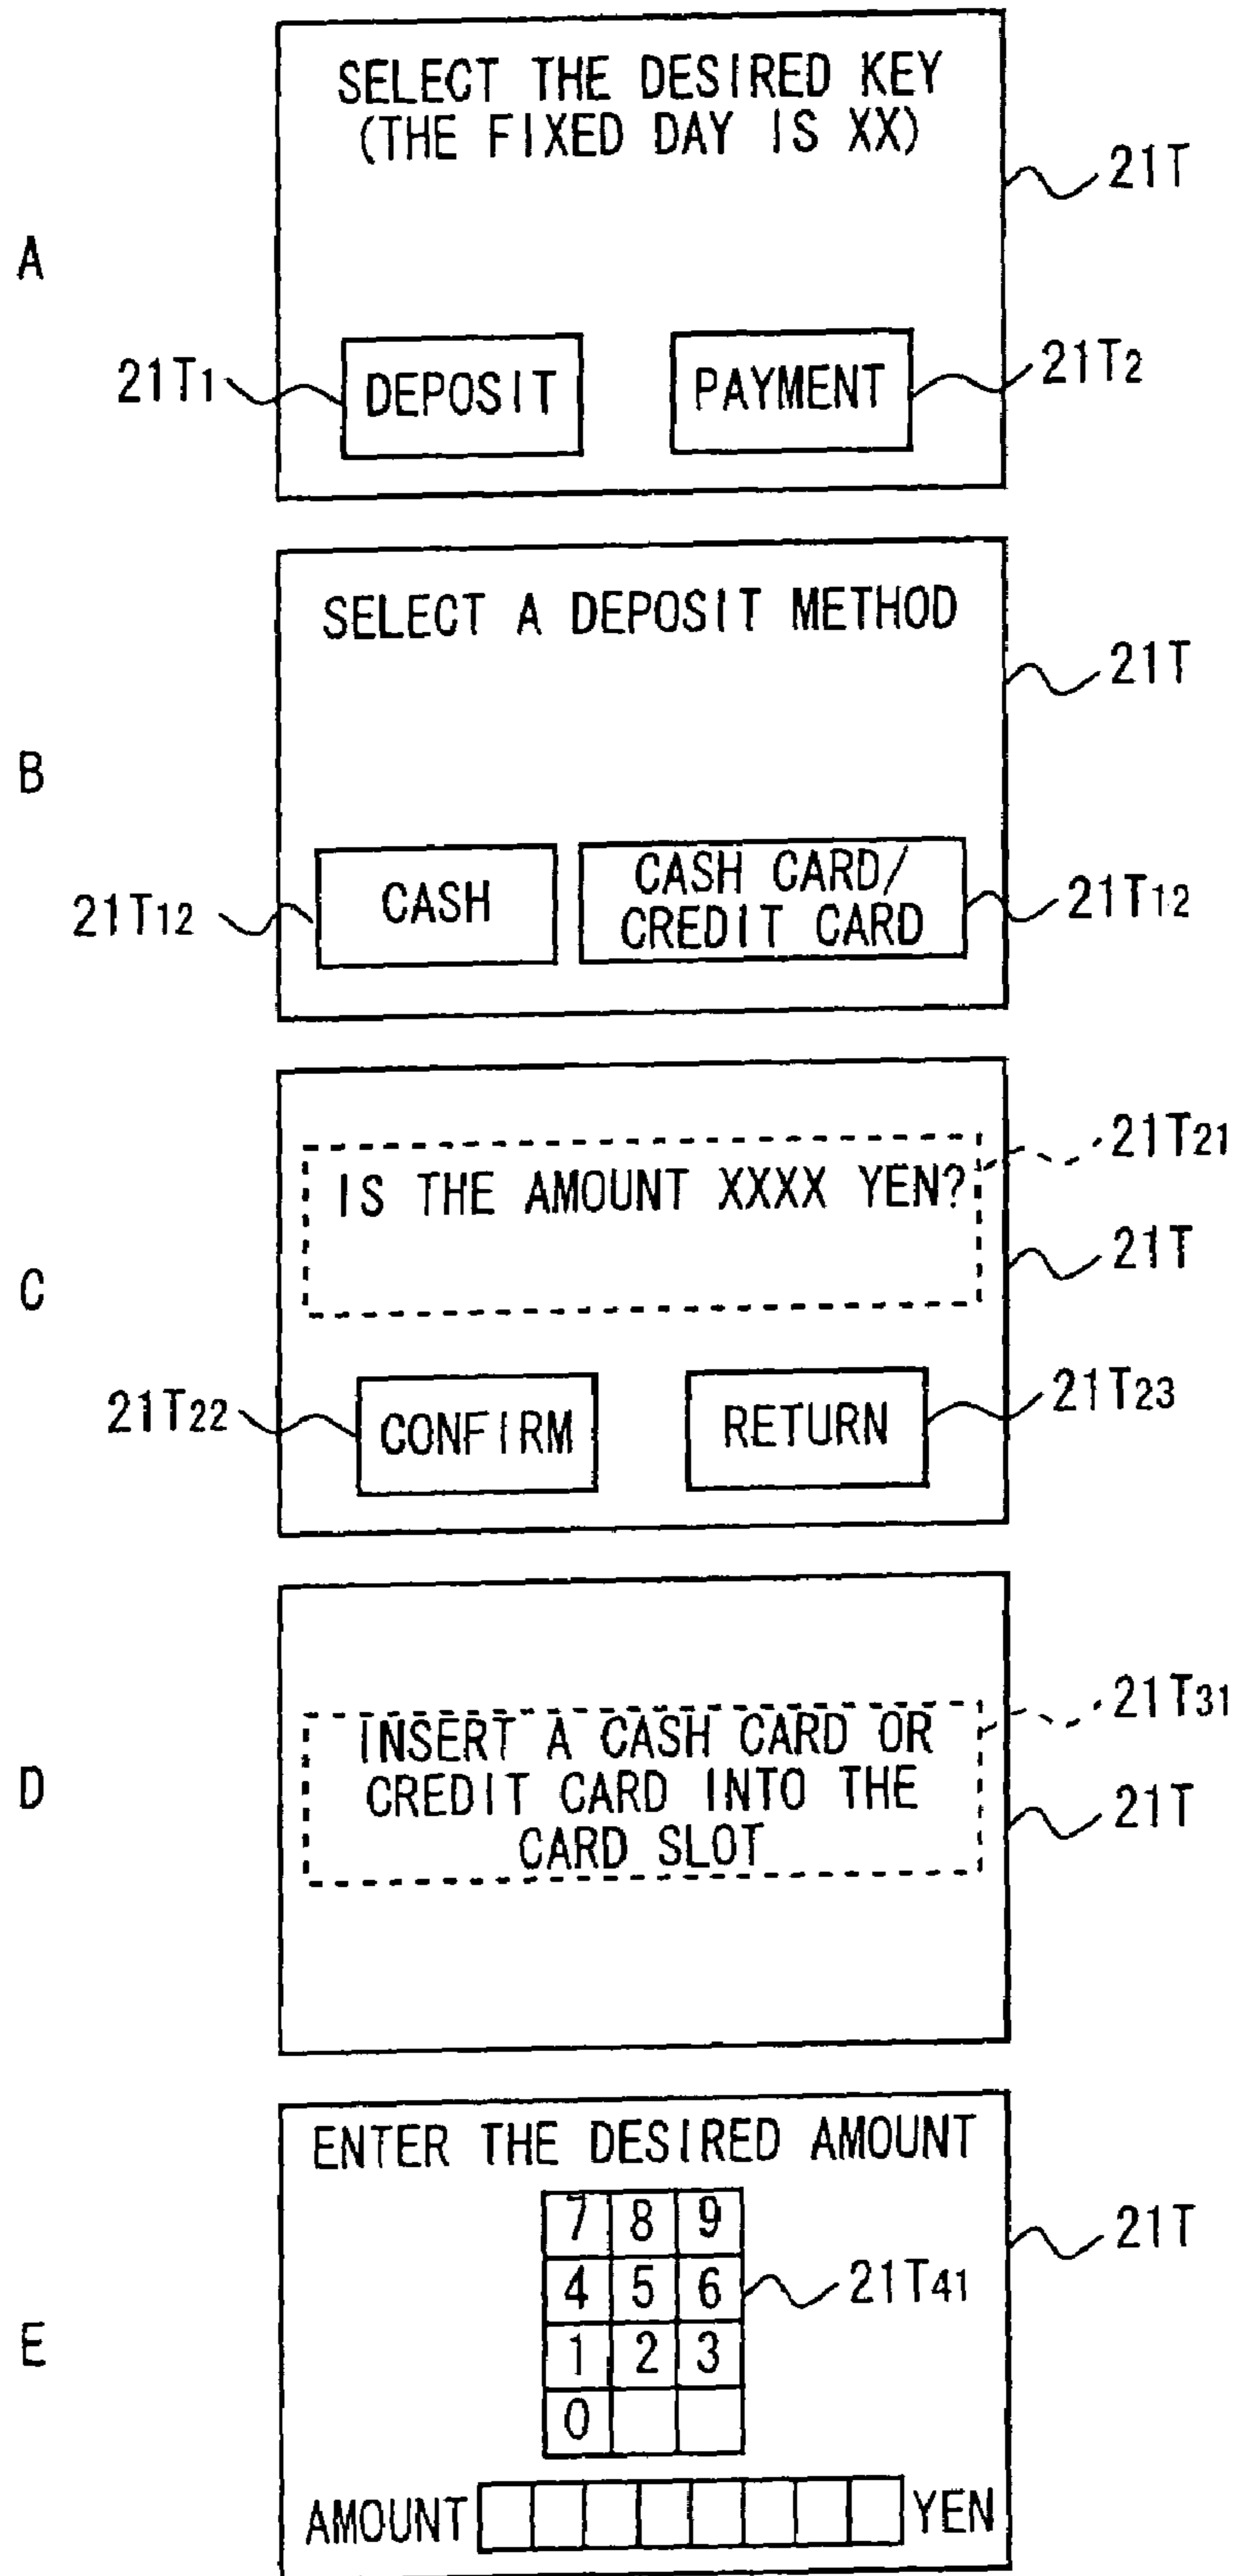 SELECT THE DESIRED KEY
(THE FIXED DAY IS XX)
21T
A
21T1
DEPOSIT
PAYMENT
21T2
SELECT A DEPOSIT METHOD
21T
B
21T12
CASH
CASH CARD/
CREDIT CARD
21T12
21T21
IS THE AMOUNT XXXX YEN?
21T
C
21T22
CONFIRM
RETURN
21T23
21T31
INSERT A CASH CARD OR
CREDIT CARD INTO THE
CARD SLOT
D
21T
ENTER THE DESIRED AMOUNT
7 8 9
21T
4 5 6
21T41
E
1 2 3
0
AMOUNT YEN